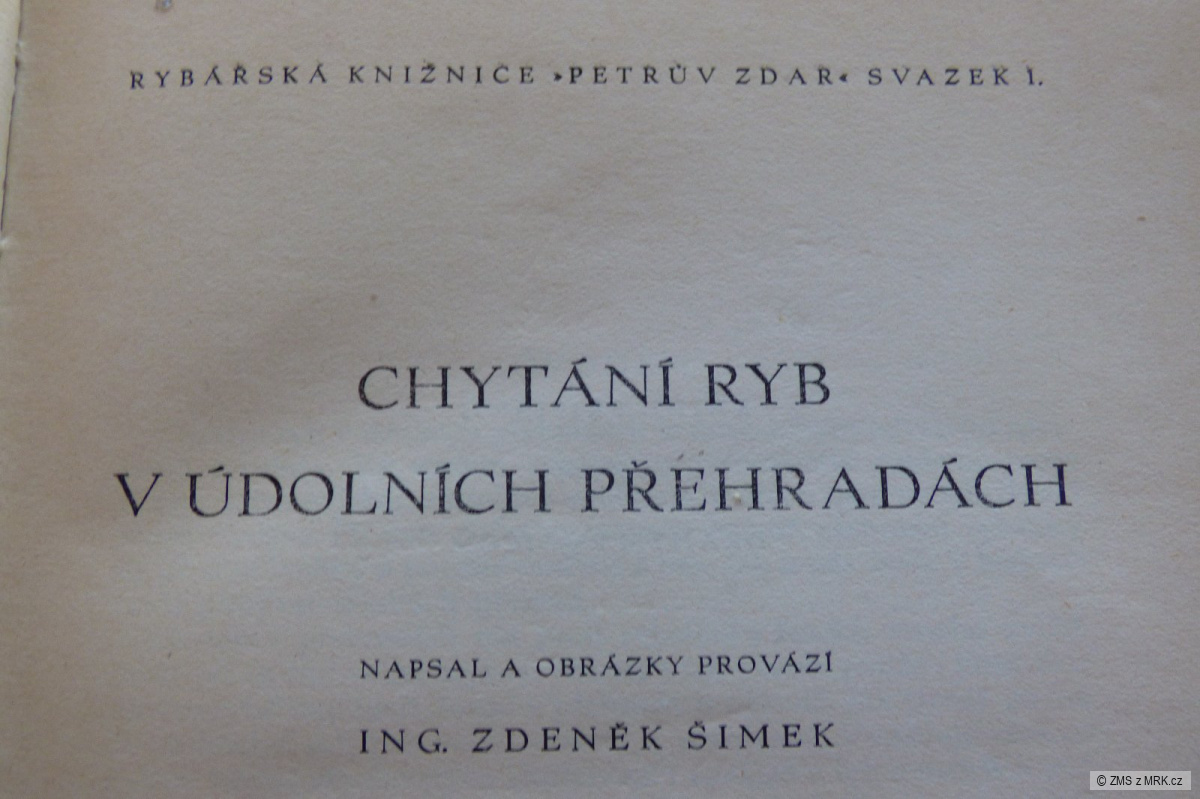 RYBÁŘSKÁ KNIŽNICE »PETRŮV ZDAR« SVAZEK I.
CHYTÁNÍ RYB
V ÚDOLNÍCH PŘEHRADÁCH
NAPSAL A OBRÁZKY PROVÁZÍ
ING. ZDENĚK ŠIMEK
© ZMS z MRK.cz